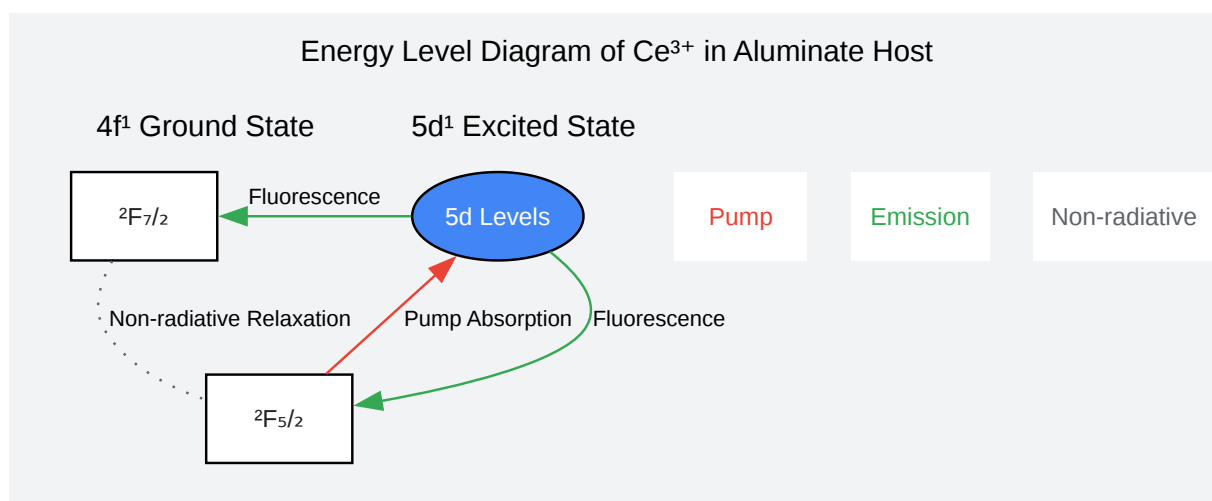 Energy Level Diagram of Ce³⁺ in Aluminate Host
4f¹ Ground State
5d¹ Excited State
²F₇/₂
Fluorescence
5d Levels
Pump
Emission
Non-radiative
Non-radiative Relaxation
Pump Absorption
Fluorescence
²F₅/₂